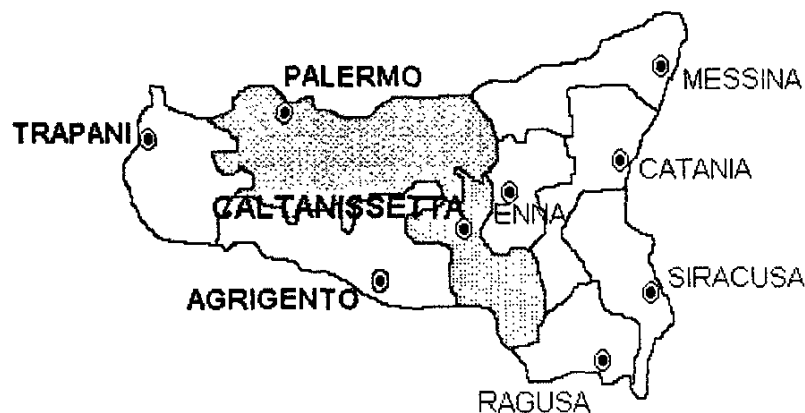 PALERMO
MESSINA
TRAPANI
CATANIA
CALTANISSETTA
ENNA
SIRACUSA
AGRIGENTO
RAGUSA